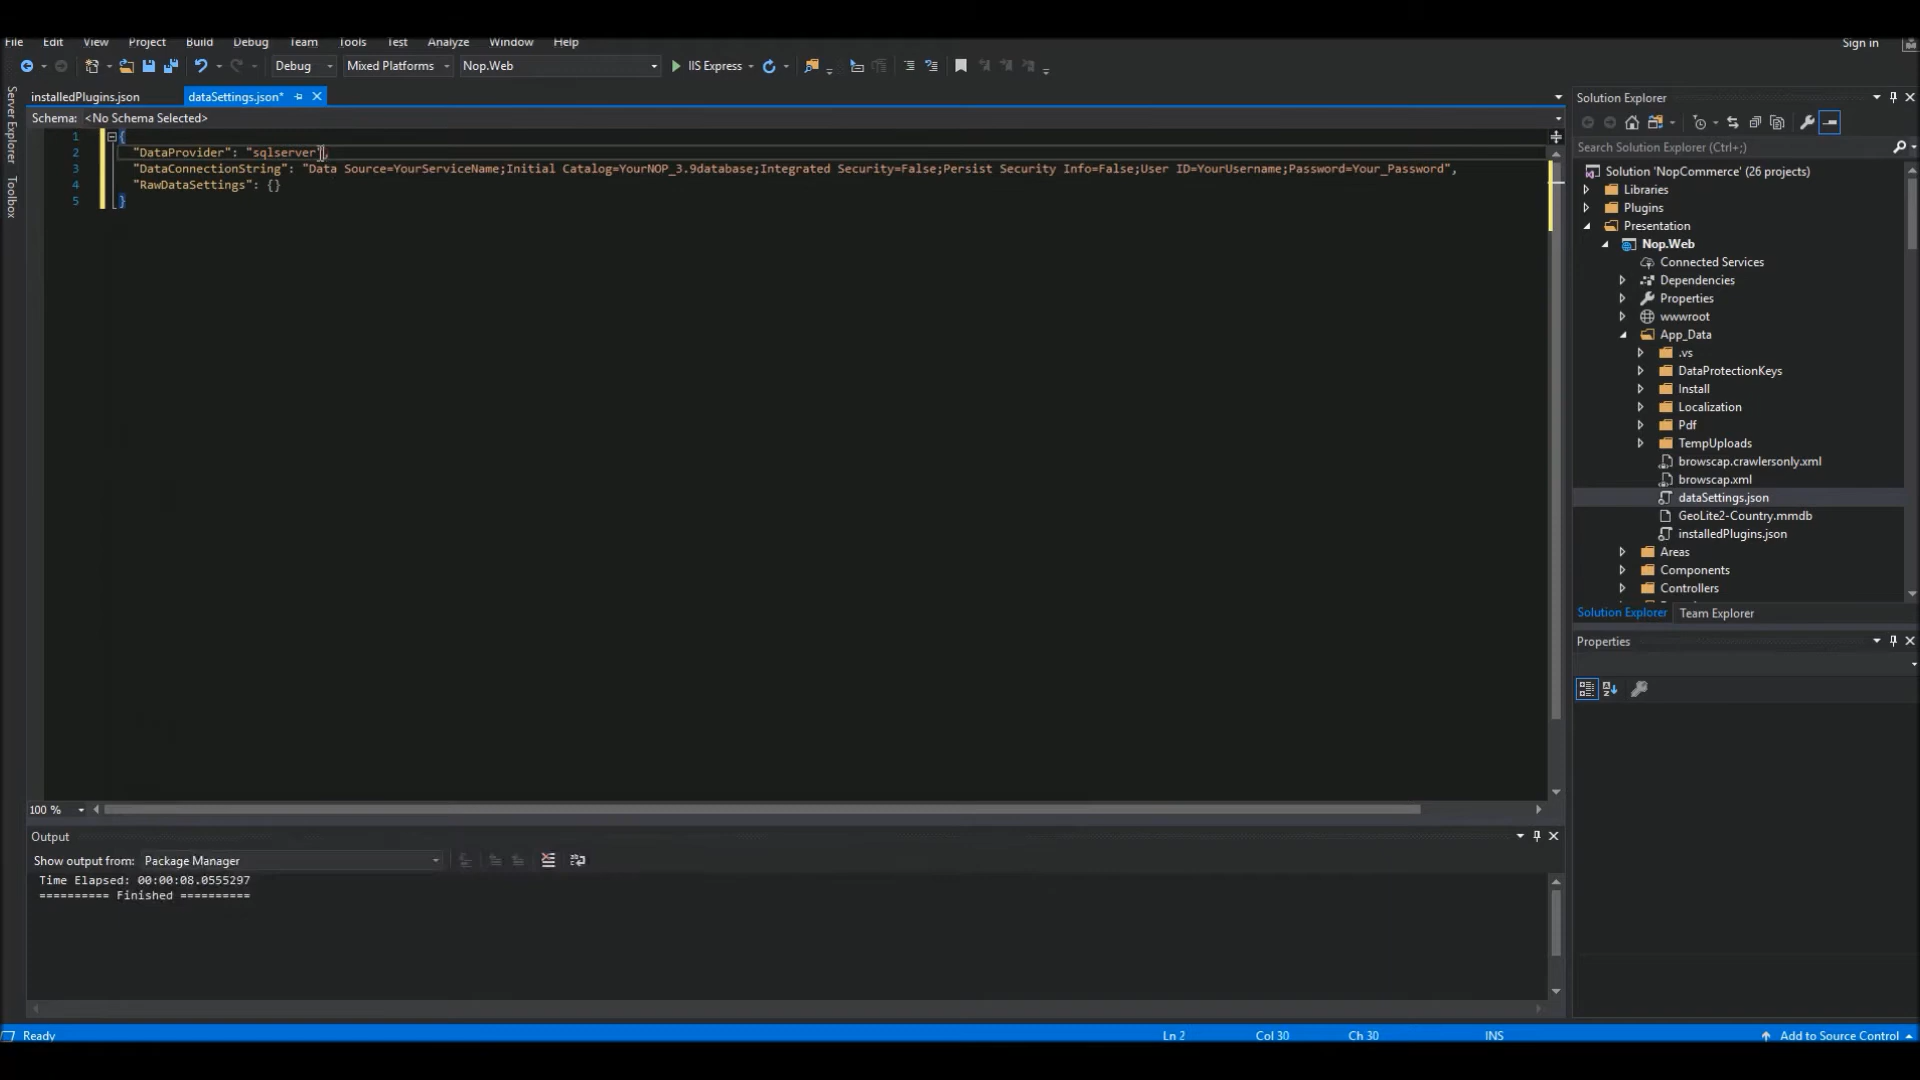 File Edit View Project Build Debug Team Tools Test Analyze Window Help Sign in
Debug Mixed Platforms Nop.Web IIS Express
installedPlugins.json dataSettings.json*
Schema: <No Schema Selected>
1 {
2 "DataProvider": "sqlserver",
3 "DataConnectionString": "Data Source=YourServiceName;Initial Catalog=YourNOP_3.9database;Integrated Security=False;Persist Security Info=False;User ID=YourUsername;Password=Your_Password",
4 "RawDataSettings": {}
5 }
Server Explorer
Toolbox
100 %
Output
Show output from: Package Manager
Time Elapsed: 00:00:08.0555297
========== Finished ==========
Solution Explorer
Search Solution Explorer (Ctrl+;)
Solution 'NopCommerce' (26 projects)
Libraries
Plugins
Presentation
Nop.Web
Connected Services
Dependencies
Properties
wwwroot
App_Data
.vs
DataProtectionKeys
Install
Localization
Pdf
TempUploads
browscap.crawlersonly.xml
browscap.xml
dataSettings.json
GeoLite2-Country.mmdb
installedPlugins.json
Areas
Components
Controllers
Solution Explorer Team Explorer
Properties
Ready Ln 2 Col 30 Ch 30 INS Add to Source Control